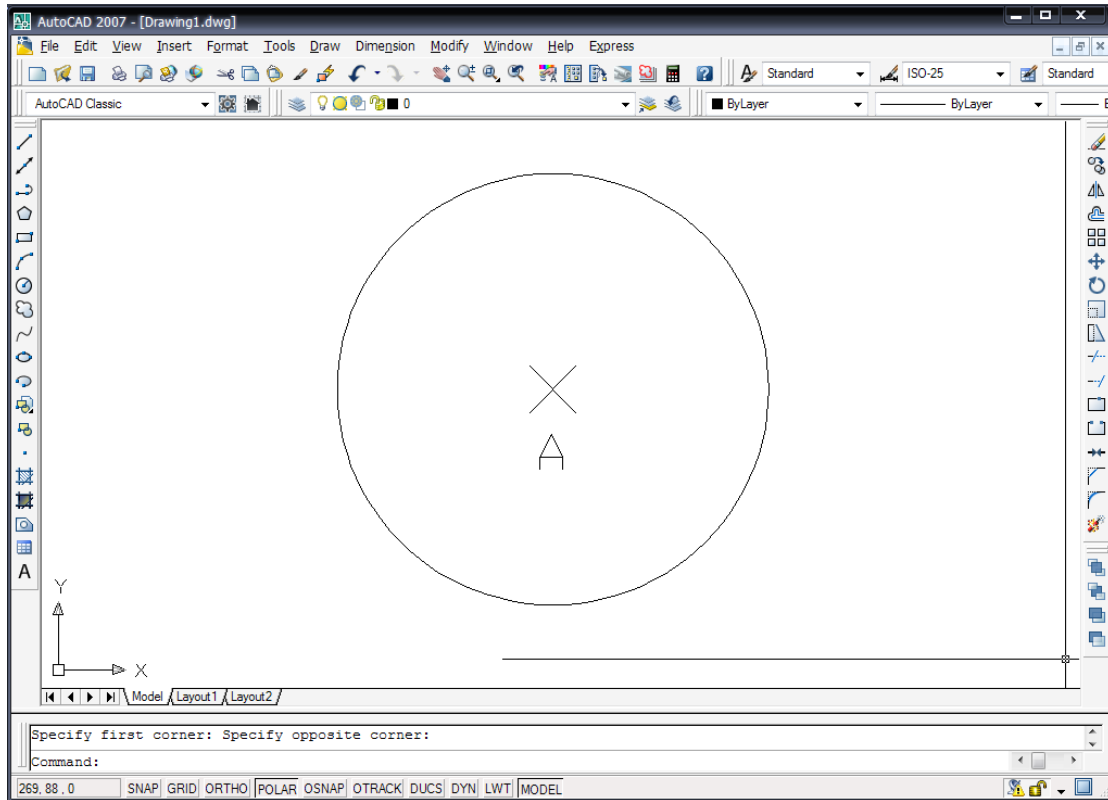 AutoCAD 2007 - [Drawing1.dwg]
File Edit View Insert Format Tools Draw Dimension Modify Window Help Express
Standard ISO-25 Standard
AutoCAD Classic 0 ByLayer ByLayer
A
A
Y
X
Model Layout1 Layout2
Specify first corner: Specify opposite corner:
Command:
269, 88 , 0 SNAP GRID ORTHO POLAR OSNAP OTRACK DUCS DYN LWT MODEL